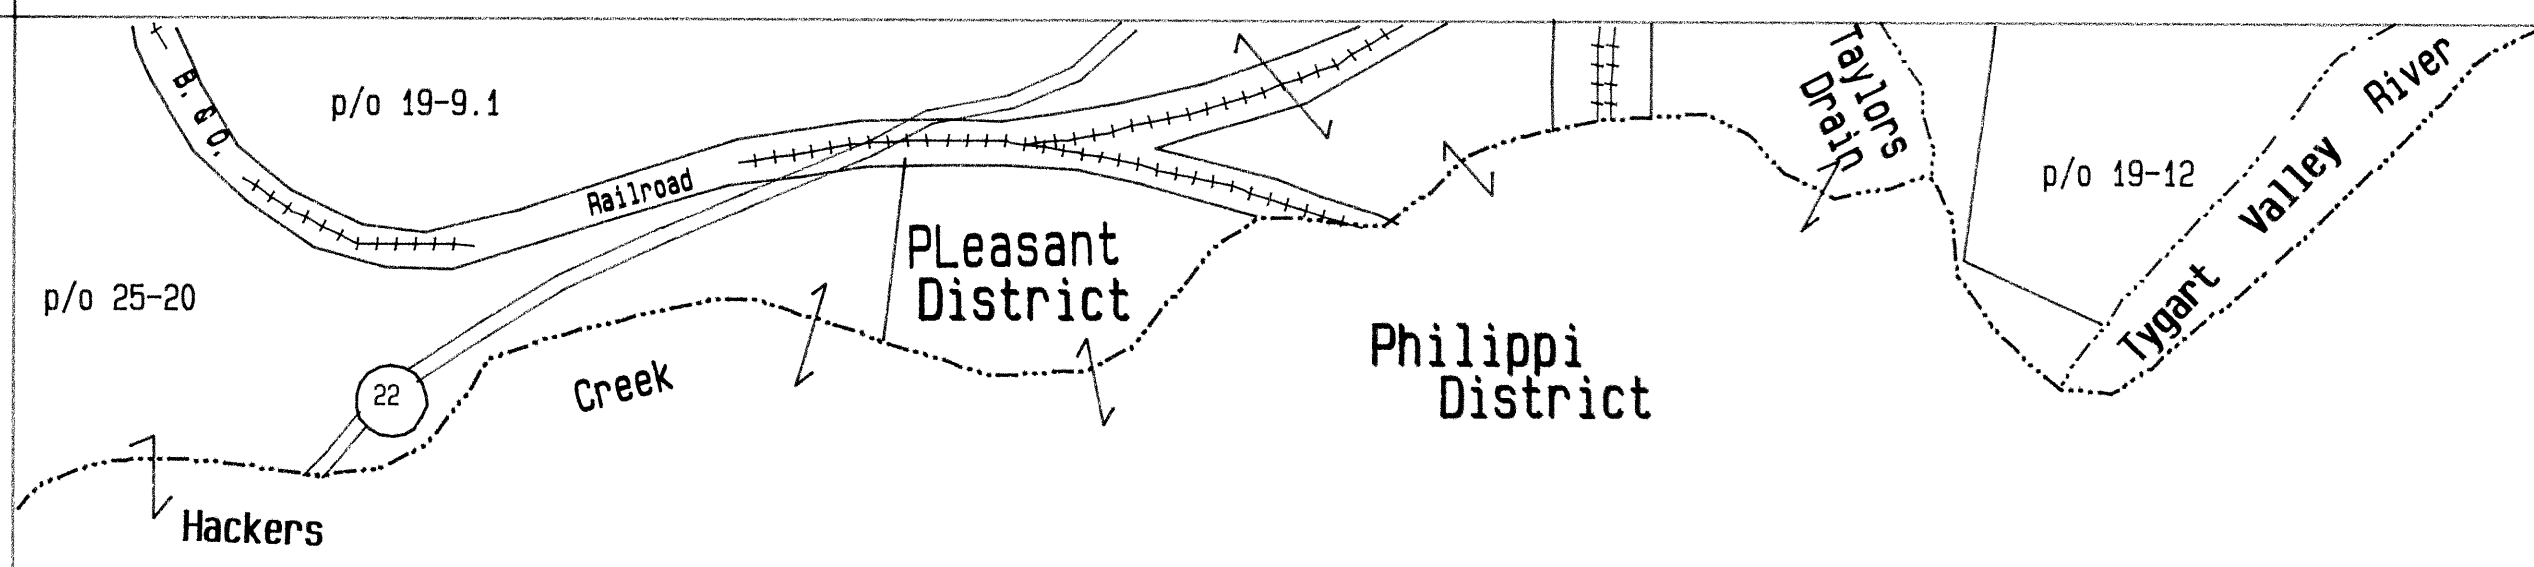 B. & O.
p/o 19-9.1
Railroad
p/o 25-20
PLeasant
District
22
Creek
Hackers
Philippi
District
Taylors
Drain
p/o 19-12
Tygart Valley River